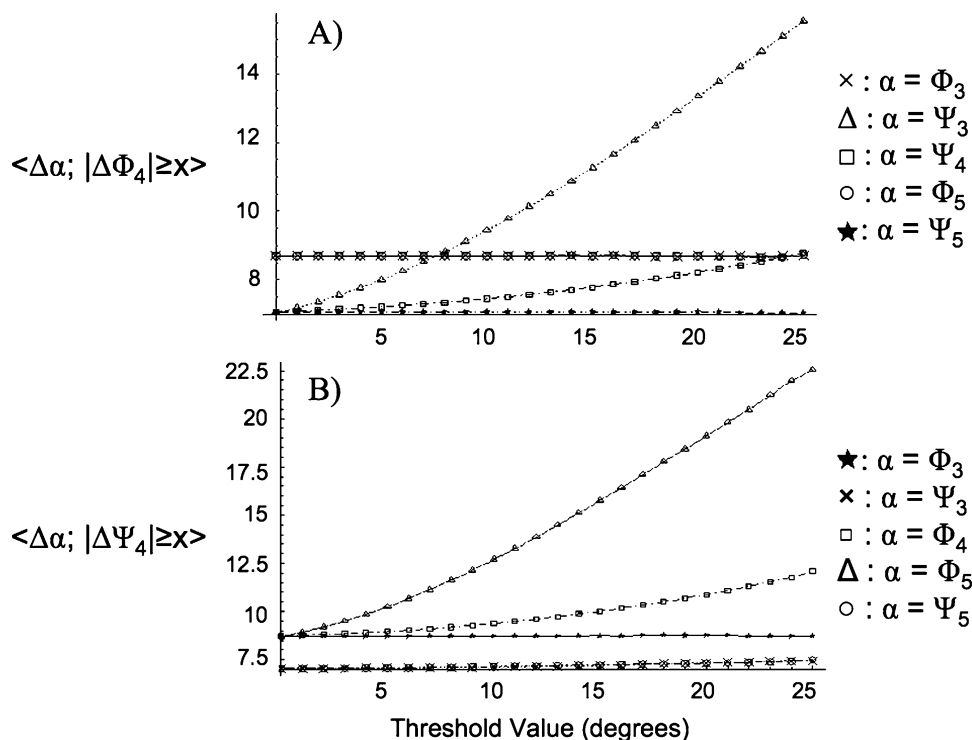 A)
14
12
10
8
5
10
15
20
25
<Δα; |ΔΦ4|≥x>
× : α = Φ3
Δ : α = Ψ3
□ : α = Ψ4
○ : α = Φ5
★ : α = Ψ5
B)
22.5
20
17.5
15
12.5
10
7.5
5
10
15
20
25
<Δα; |ΔΨ4|≥x>
Threshold Value (degrees)
★ : α = Φ3
× : α = Ψ3
□ : α = Φ4
Δ : α = Φ5
○ : α = Ψ5